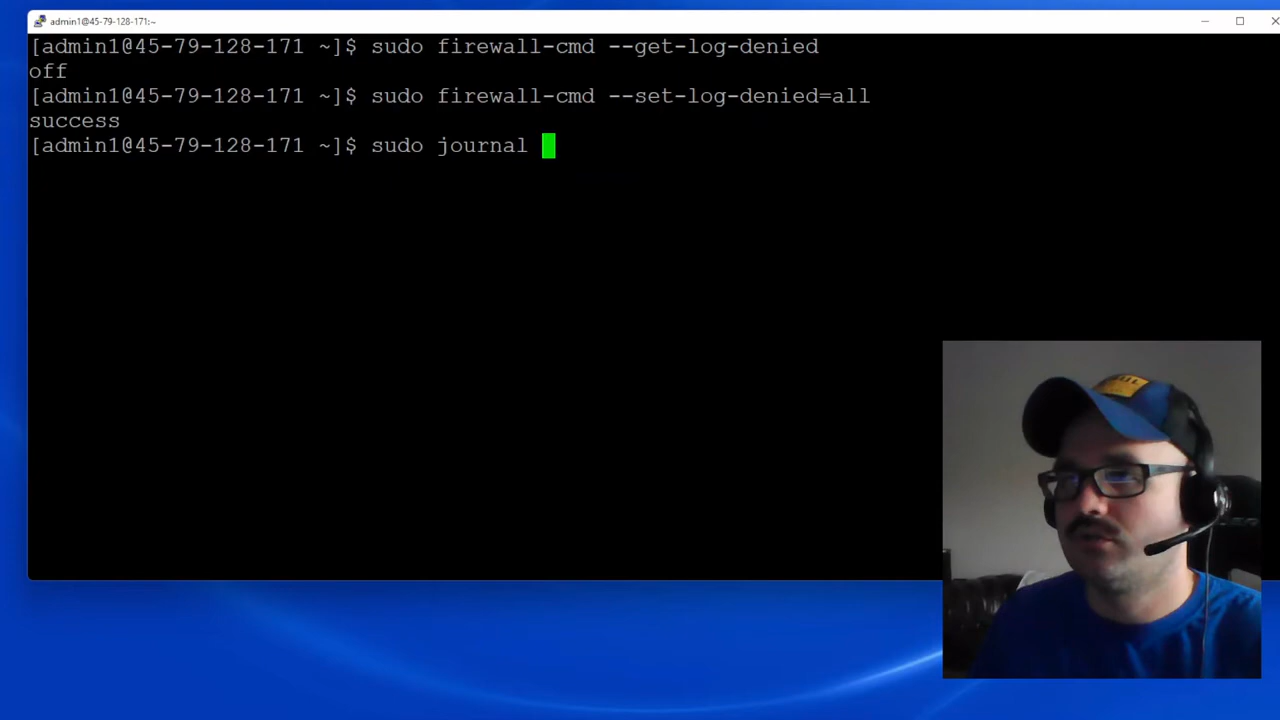 admin1@45-79-128-171:~
[admin1@45-79-128-171 ~]$ sudo firewall-cmd --get-log-denied
off
[admin1@45-79-128-171 ~]$ sudo firewall-cmd --set-log-denied=all
success
[admin1@45-79-128-171 ~]$ sudo journal